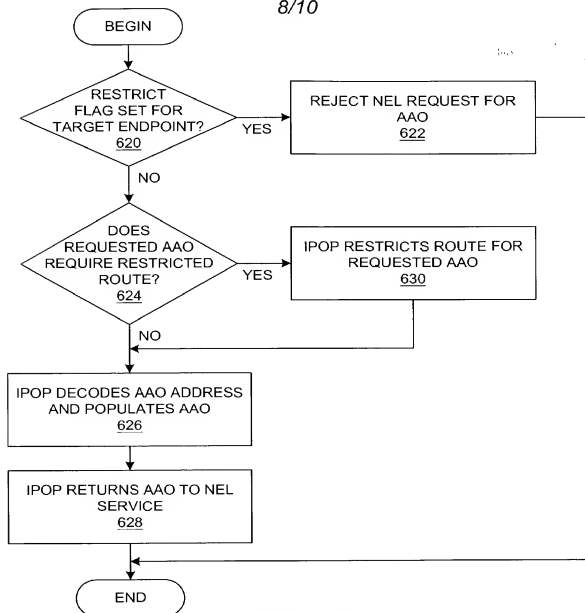 8/10
BEGIN
RESTRICT
FLAG SET FOR
TARGET ENDPOINT?
620
YES
REJECT NEL REQUEST FOR
AAO
622
NO
DOES
REQUESTED AAO
REQUIRE RESTRICTED
ROUTE?
624
YES
IPOP RESTRICTS ROUTE FOR
REQUESTED AAO
630
NO
IPOP DECODES AAO ADDRESS
AND POPULATES AAO
626
IPOP RETURNS AAO TO NEL
SERVICE
628
END